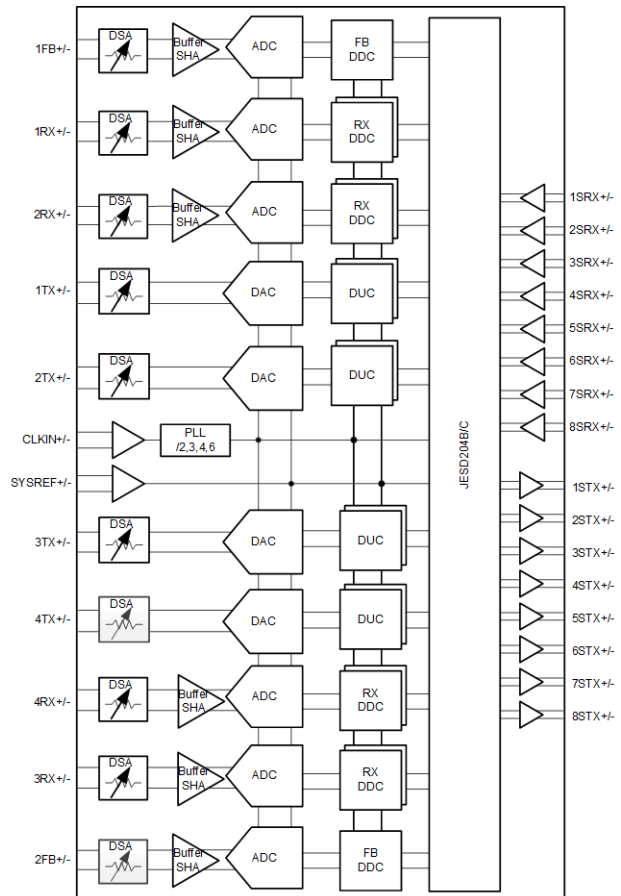 DSA
1FB+/-
Buffer
SHA
ADC
FB
DDC
DSA
1RX+/-
Buffer
SHA
ADC
RX
DDC
DSA
2RX+/-
Buffer
SHA
ADC
RX
DDC
DSA
1TX+/-
DAC
DUC
DSA
2TX+/-
DAC
DUC
CLKIN+/-
PLL
/2,3,4,6
SYSREF+/-
DSA
3TX+/-
DAC
DUC
DSA
4TX+/-
DAC
DUC
DSA
4RX+/-
Buffer
SHA
ADC
RX
DDC
DSA
3RX+/-
Buffer
SHA
ADC
RX
DDC
DSA
2FB+/-
Buffer
SHA
ADC
FB
DDC
JESD204B/C
1SRX+/-
2SRX+/-
3SRX+/-
4SRX+/-
5SRX+/-
6SRX+/-
7SRX+/-
8SRX+/-
1STX+/-
2STX+/-
3STX+/-
4STX+/-
5STX+/-
6STX+/-
7STX+/-
8STX+/-